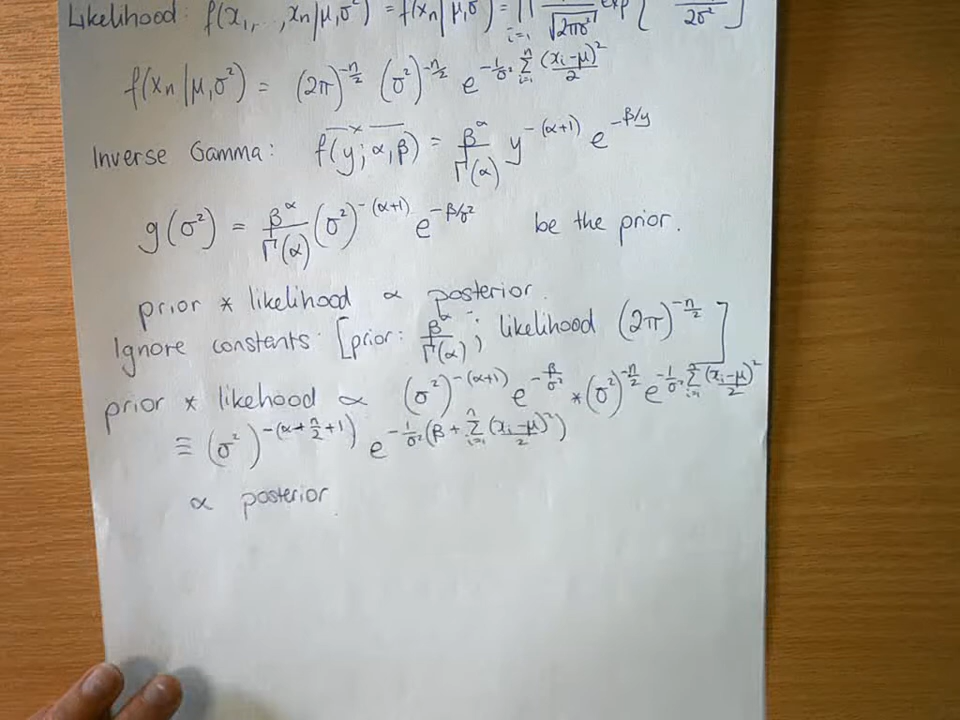 Likelihood: f(x₁, .., xₙ|μ,σ²) = f(xₙ|μ,σ) = ∏ᵢ₌₁ 1/√(2πσ²) exp[ 2σ² ]
f(xₙ|μ,σ²) = (2π)^(-n/2) (σ²)^(-n/2) e^(-1/σ² Σᵢ₌₁ⁿ (xᵢ-μ)²/2)
Inverse Gamma: f(y; α, β) = β^α/Γ(α) y^(-(α+1)) e^(-β/y)
g(σ²) = β^α/Γ(α) (σ²)^(-(α+1)) e^(-β/σ²) be the prior.
prior * likelihood ∝ posterior.
Ignore constants: [prior: β^α/Γ(α); likelihood (2π)^(-n/2)]
prior * likehood ∝ (σ²)^(-(α+1)) e^(-β/σ²) * (σ²)^(-n/2) e^(-1/σ² Σᵢ₌₁ⁿ (xᵢ-μ)²/2)
≡ (σ²)^(-(α+n/2+1)) e^(-1/σ² (β + Σᵢ₌₁ⁿ (xᵢ-μ)²/2))
∝ posterior.